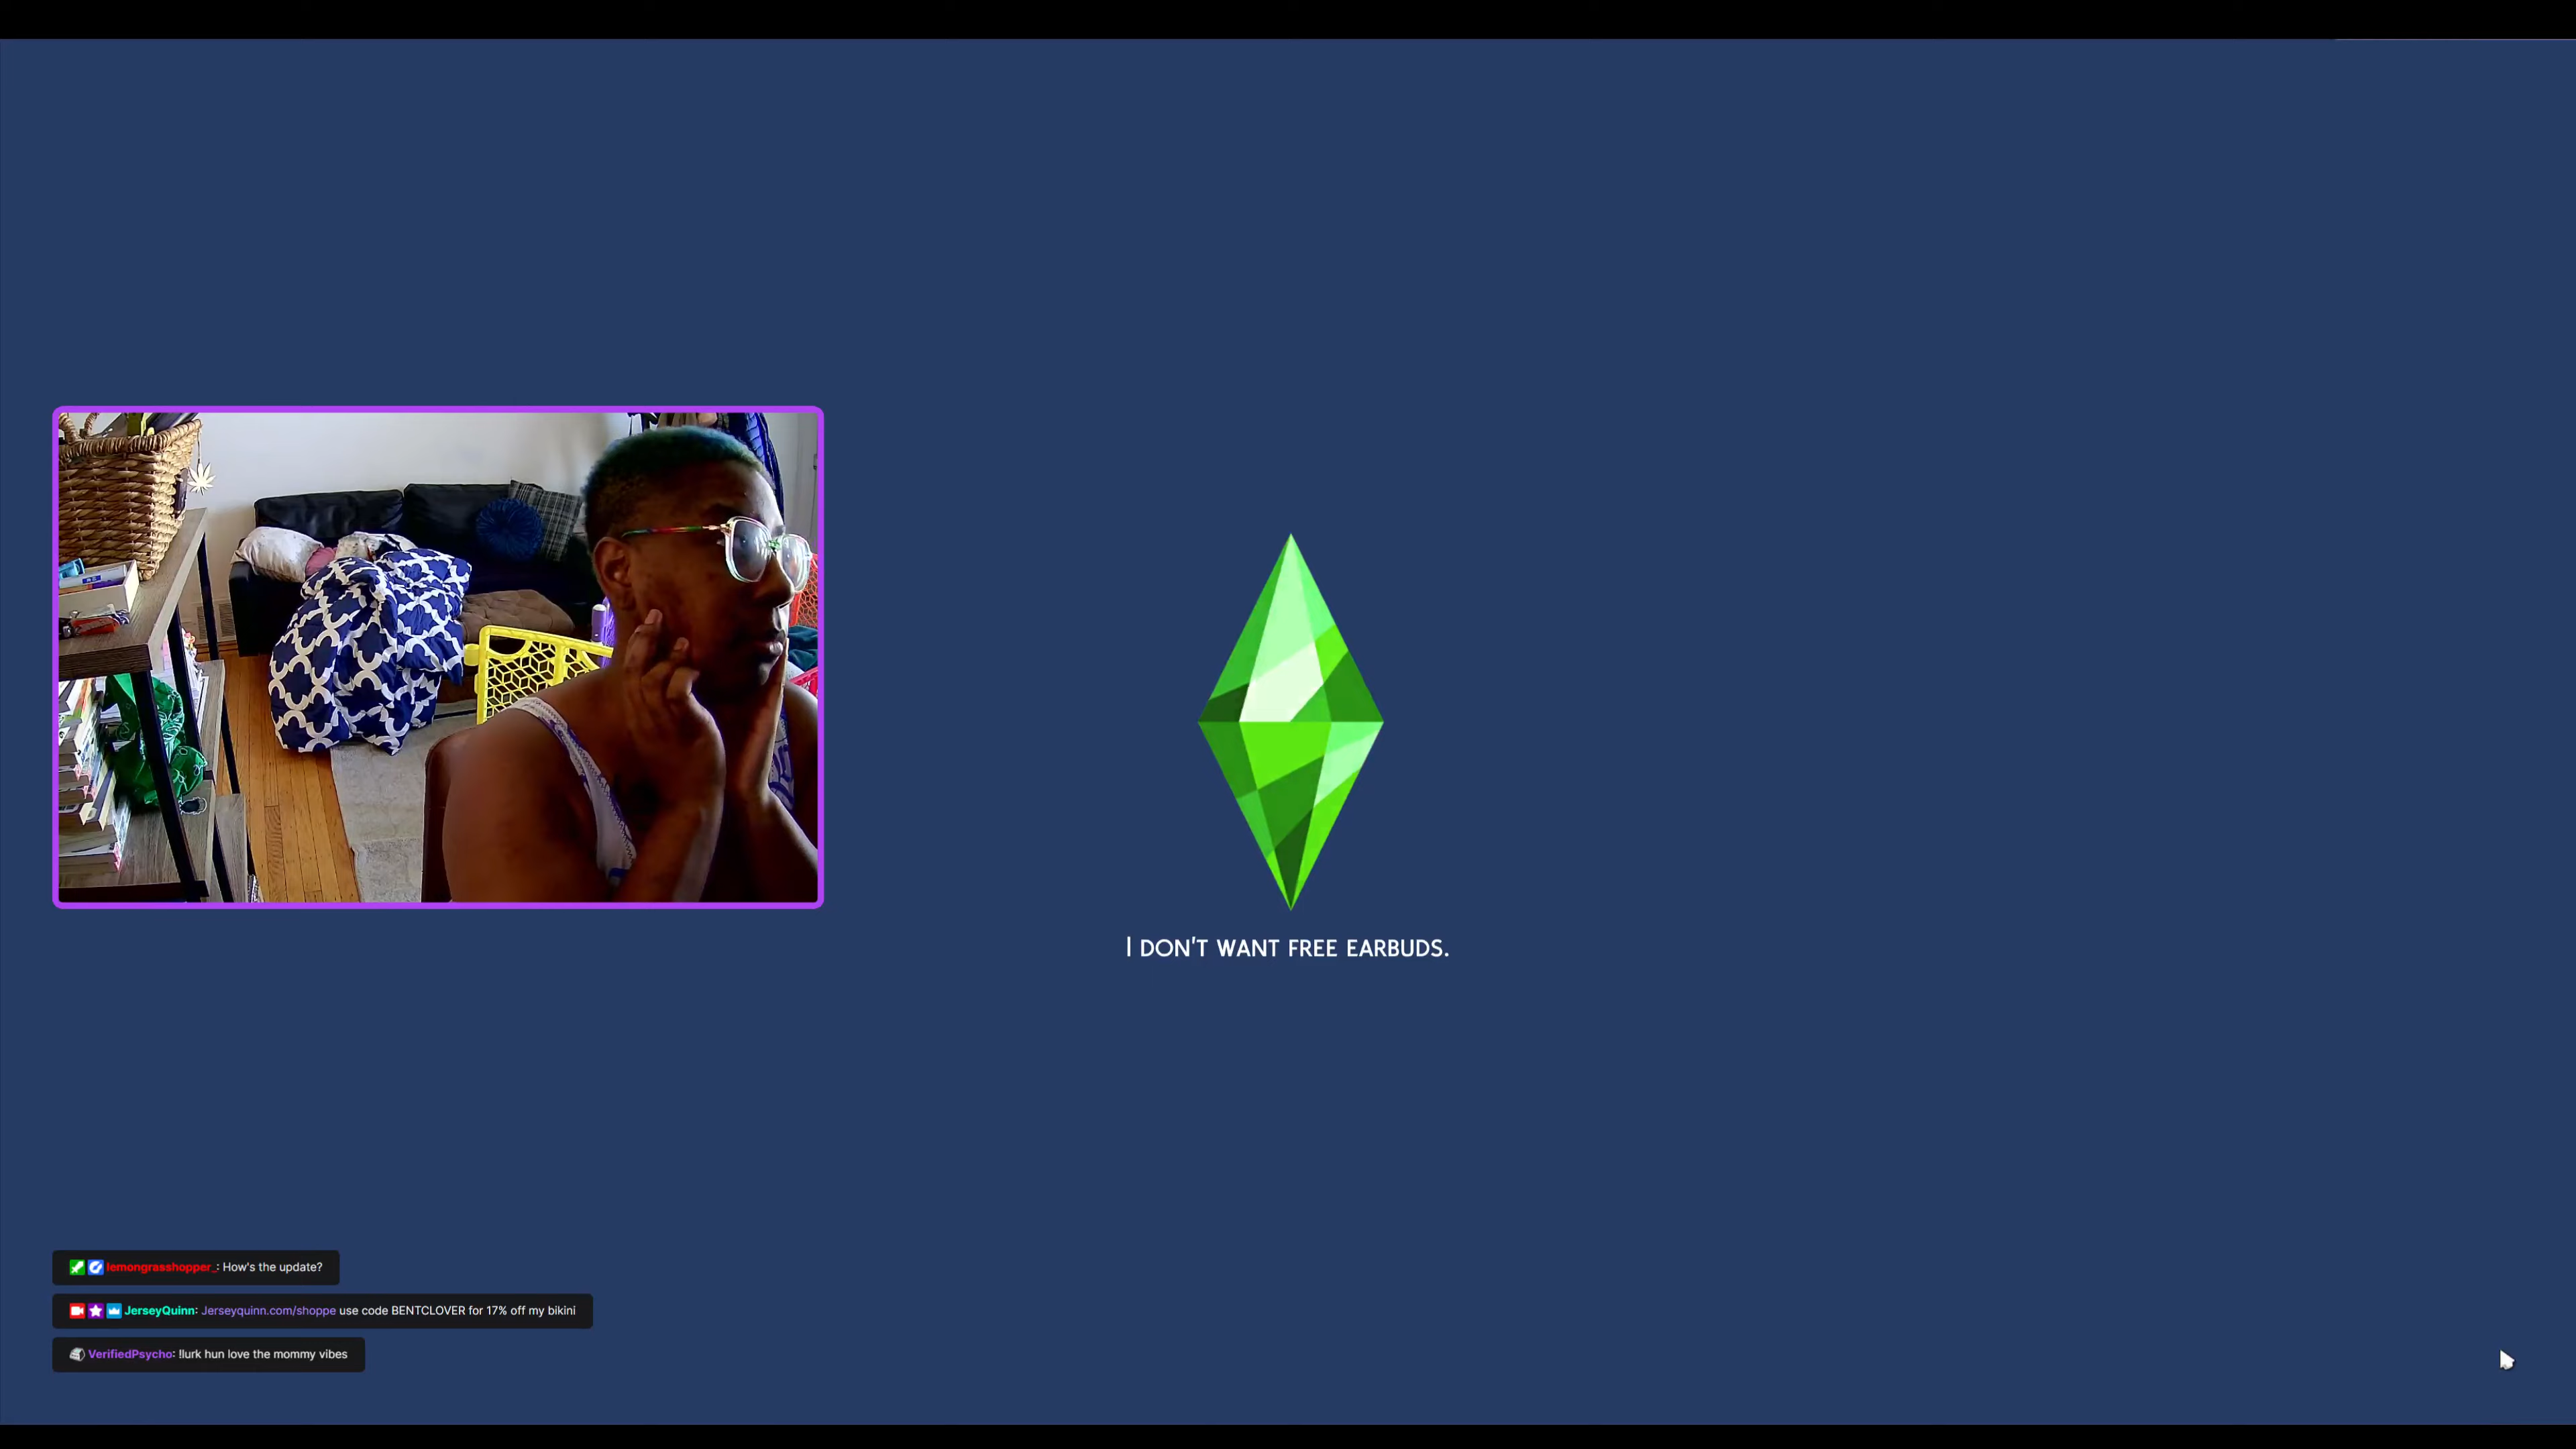 I DON'T WANT FREE EARBUDS.
lemongrasshopper_: How's the update?
JerseyQuinn: Jerseyquinn.com/shoppe use code BENTCLOVER for 17% off my bikini
VerifiedPsycho: !lurk hun love the mommy vibes